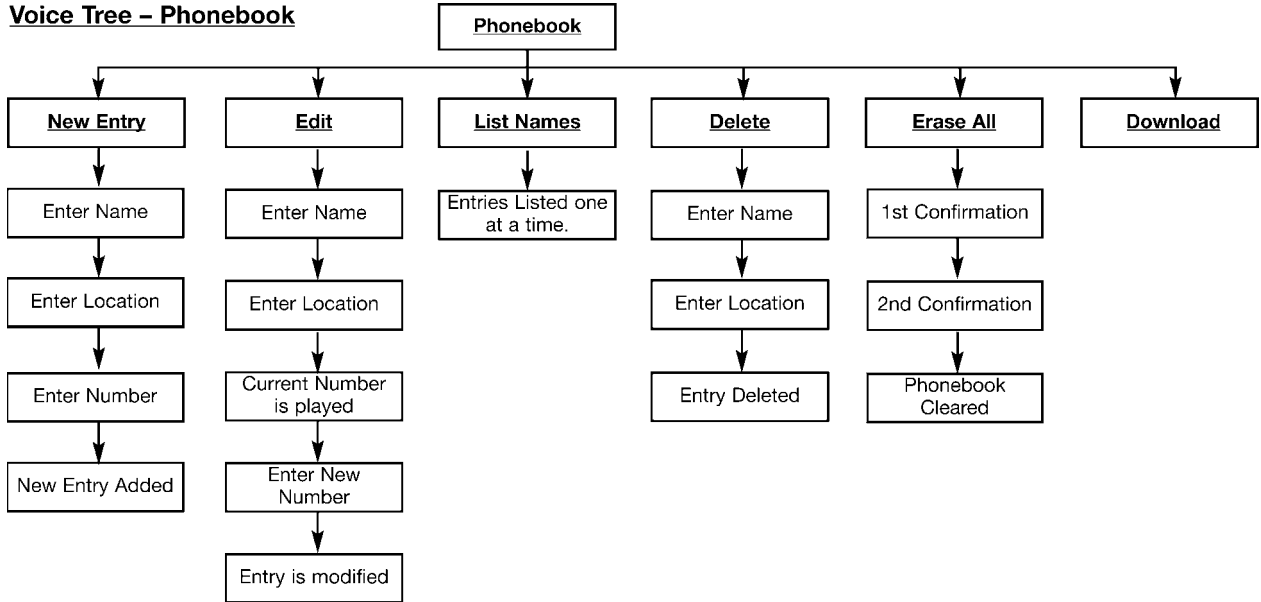 Voice Tree – Phonebook
Phonebook
New Entry
Edit
List Names
Delete
Erase All
Download
Enter Name
Enter Name
Entries Listed one
at a time.
Enter Name
1st Confirmation
Enter Location
Enter Location
Enter Location
2nd Confirmation
Enter Number
Current Number
is played
Entry Deleted
Phonebook
Cleared
New Entry Added
Enter New
Number
Entry is modified